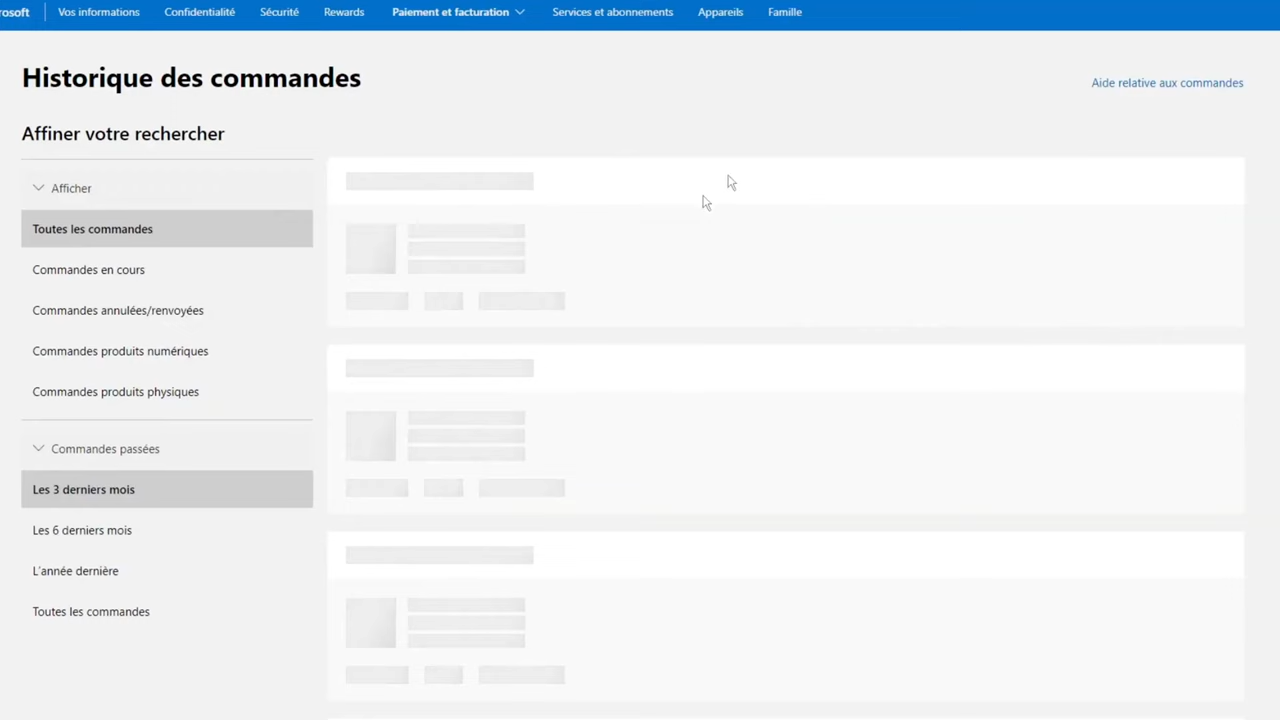 rosoft Vos informations Confidentialité Sécurité Rewards Paiement et facturation Services et abonnements Appareils Famille
Historique des commandes
Aide relative aux commandes
Affiner votre rechercher
Afficher
Toutes les commandes
Commandes en cours
Commandes annulées/renvoyées
Commandes produits numériques
Commandes produits physiques
Commandes passées
Les 3 derniers mois
Les 6 derniers mois
L'année dernière
Toutes les commandes